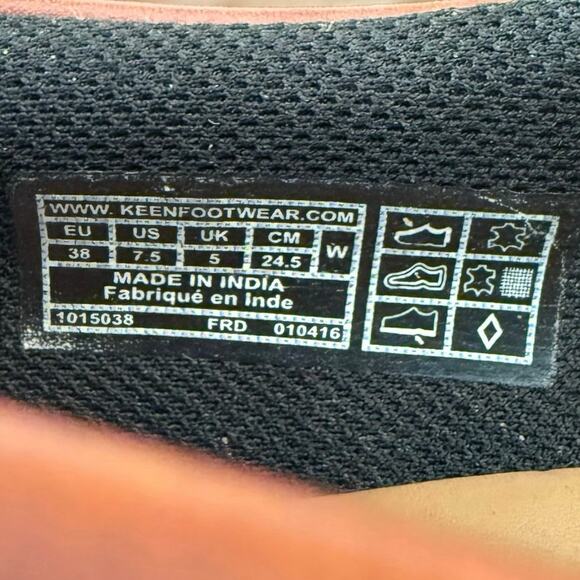 WWW. KEENFOOTWEAR.COM
EU US UK CM W
38 7.5 5 24.5
MADE IN INDIA
Fabriqué en Inde
1015038 FRD 010416